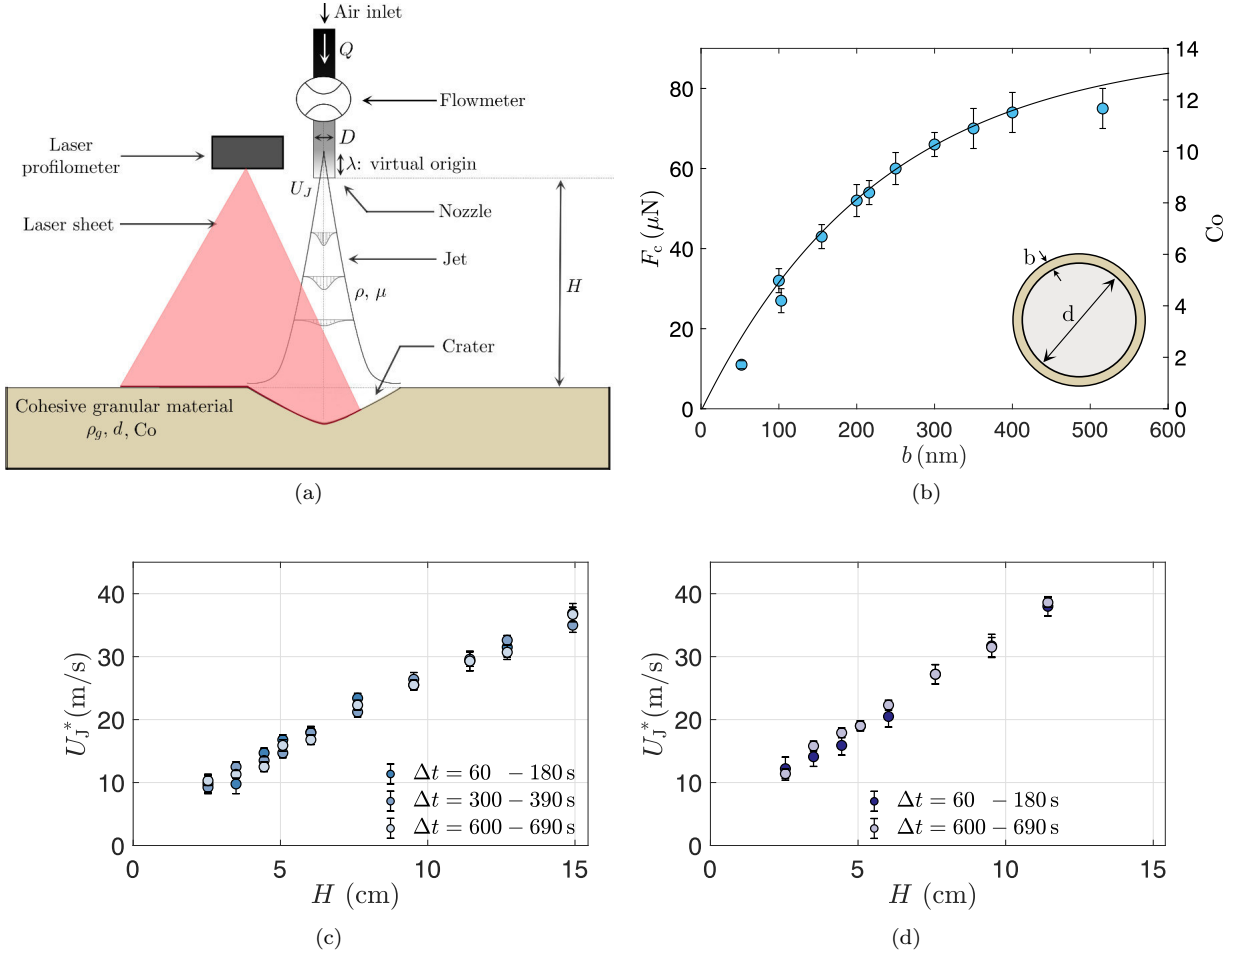 Air inlet
Q
Flowmeter
D
Laser
profilometer
λ: virtual origin
U_J
Nozzle
Laser sheet
Jet
H
ρ, μ
Crater
Cohesive granular material
ρ_g, d, Co
(a)
F_c (μN)
80
60
40
20
0
14
12
10
8
6
4
2
0
Co
b
d
0 100 200 300 400 500 600
b (nm)
(b)
U_J* (m/s)
40
30
20
10
0
Δt = 60 − 180 s
Δt = 300 − 390 s
Δt = 600 − 690 s
0 5 10 15
H (cm)
(c)
U_J* (m/s)
40
30
20
10
0
Δt = 60 − 180 s
Δt = 600 − 690 s
0 5 10 15
H (cm)
(d)